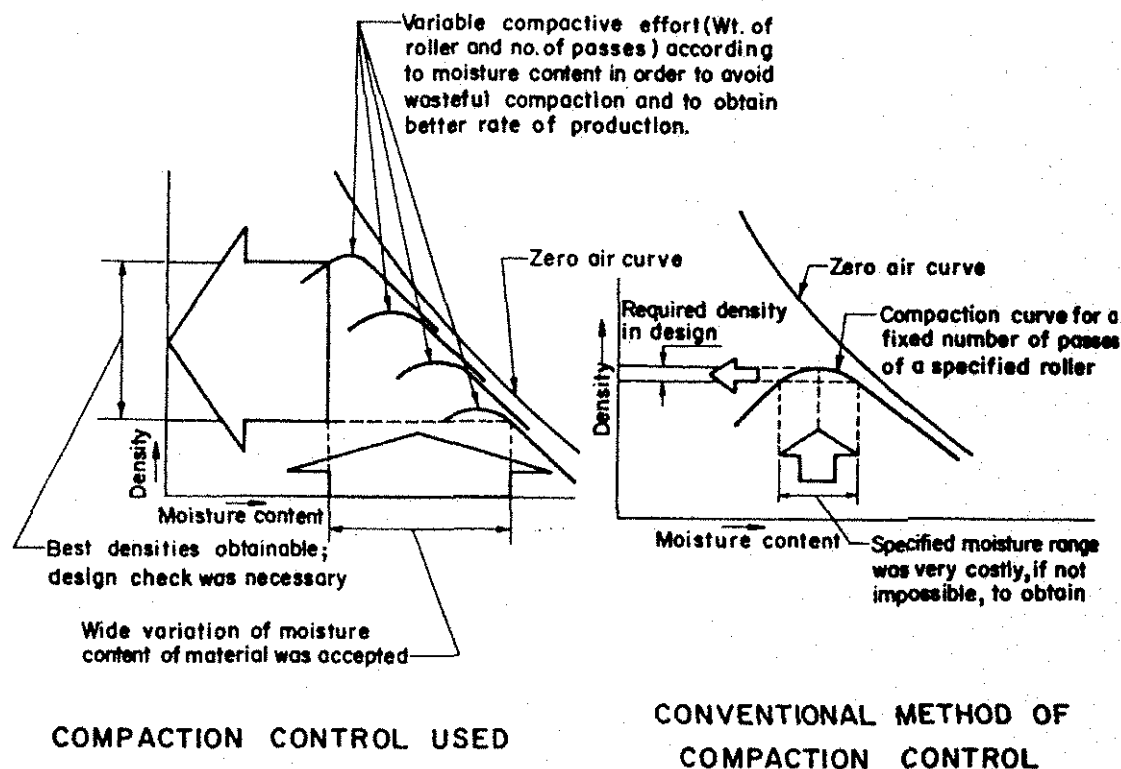 Variable compactive effort (Wt. of
roller and no. of passes) according
to moisture content in order to avoid
wasteful compaction and to obtain
better rate of production.
Zero air curve
Density
Moisture content
Best densities obtainable;
design check was necessary
Wide variation of moisture
content of material was accepted
COMPACTION CONTROL USED
Zero air curve
Required density
in design
Compaction curve for a
fixed number of passes
of a specified roller
Density
Moisture content
Specified moisture range
was very costly, if not
impossible, to obtain
CONVENTIONAL METHOD OF
COMPACTION CONTROL